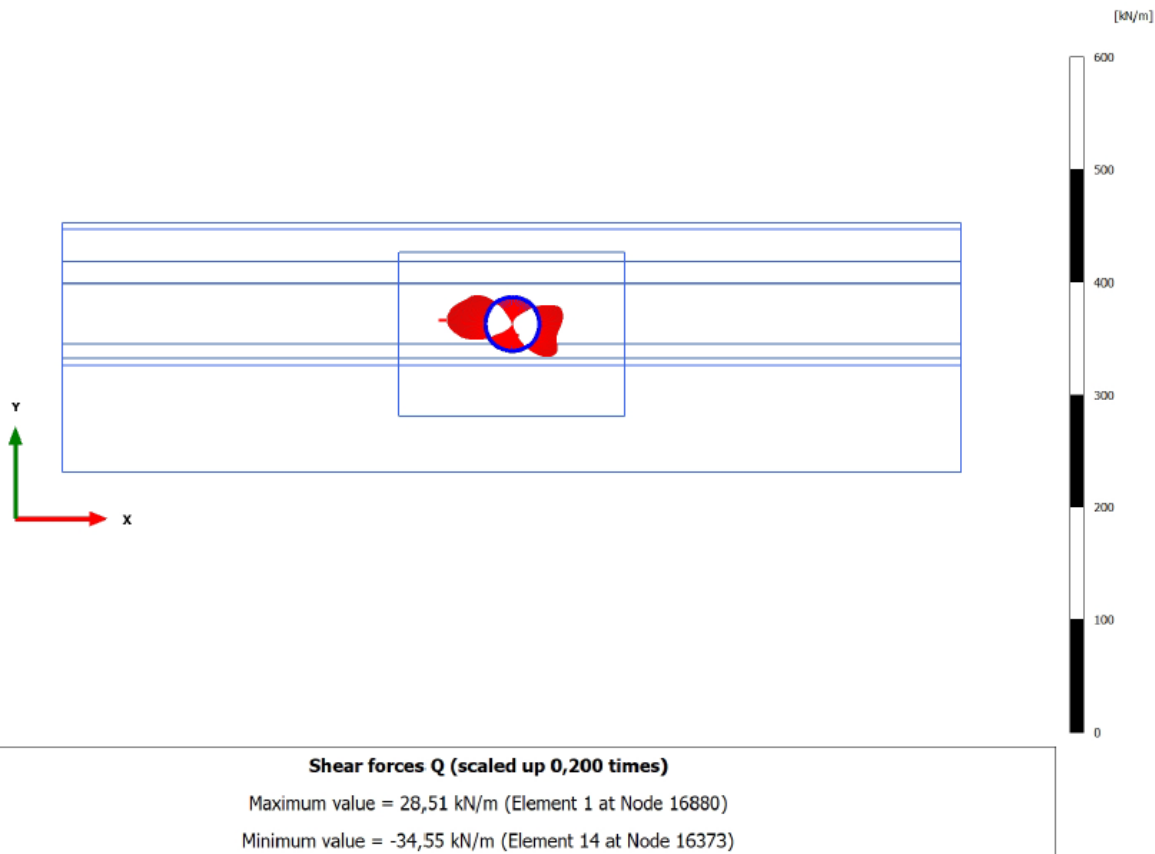 [kN/m]
600
500
400
300
200
100
0
Y
X
Shear forces Q (scaled up 0,200 times)
Maximum value = 28,51 kN/m (Element 1 at Node 16880)
Minimum value = -34,55 kN/m (Element 14 at Node 16373)